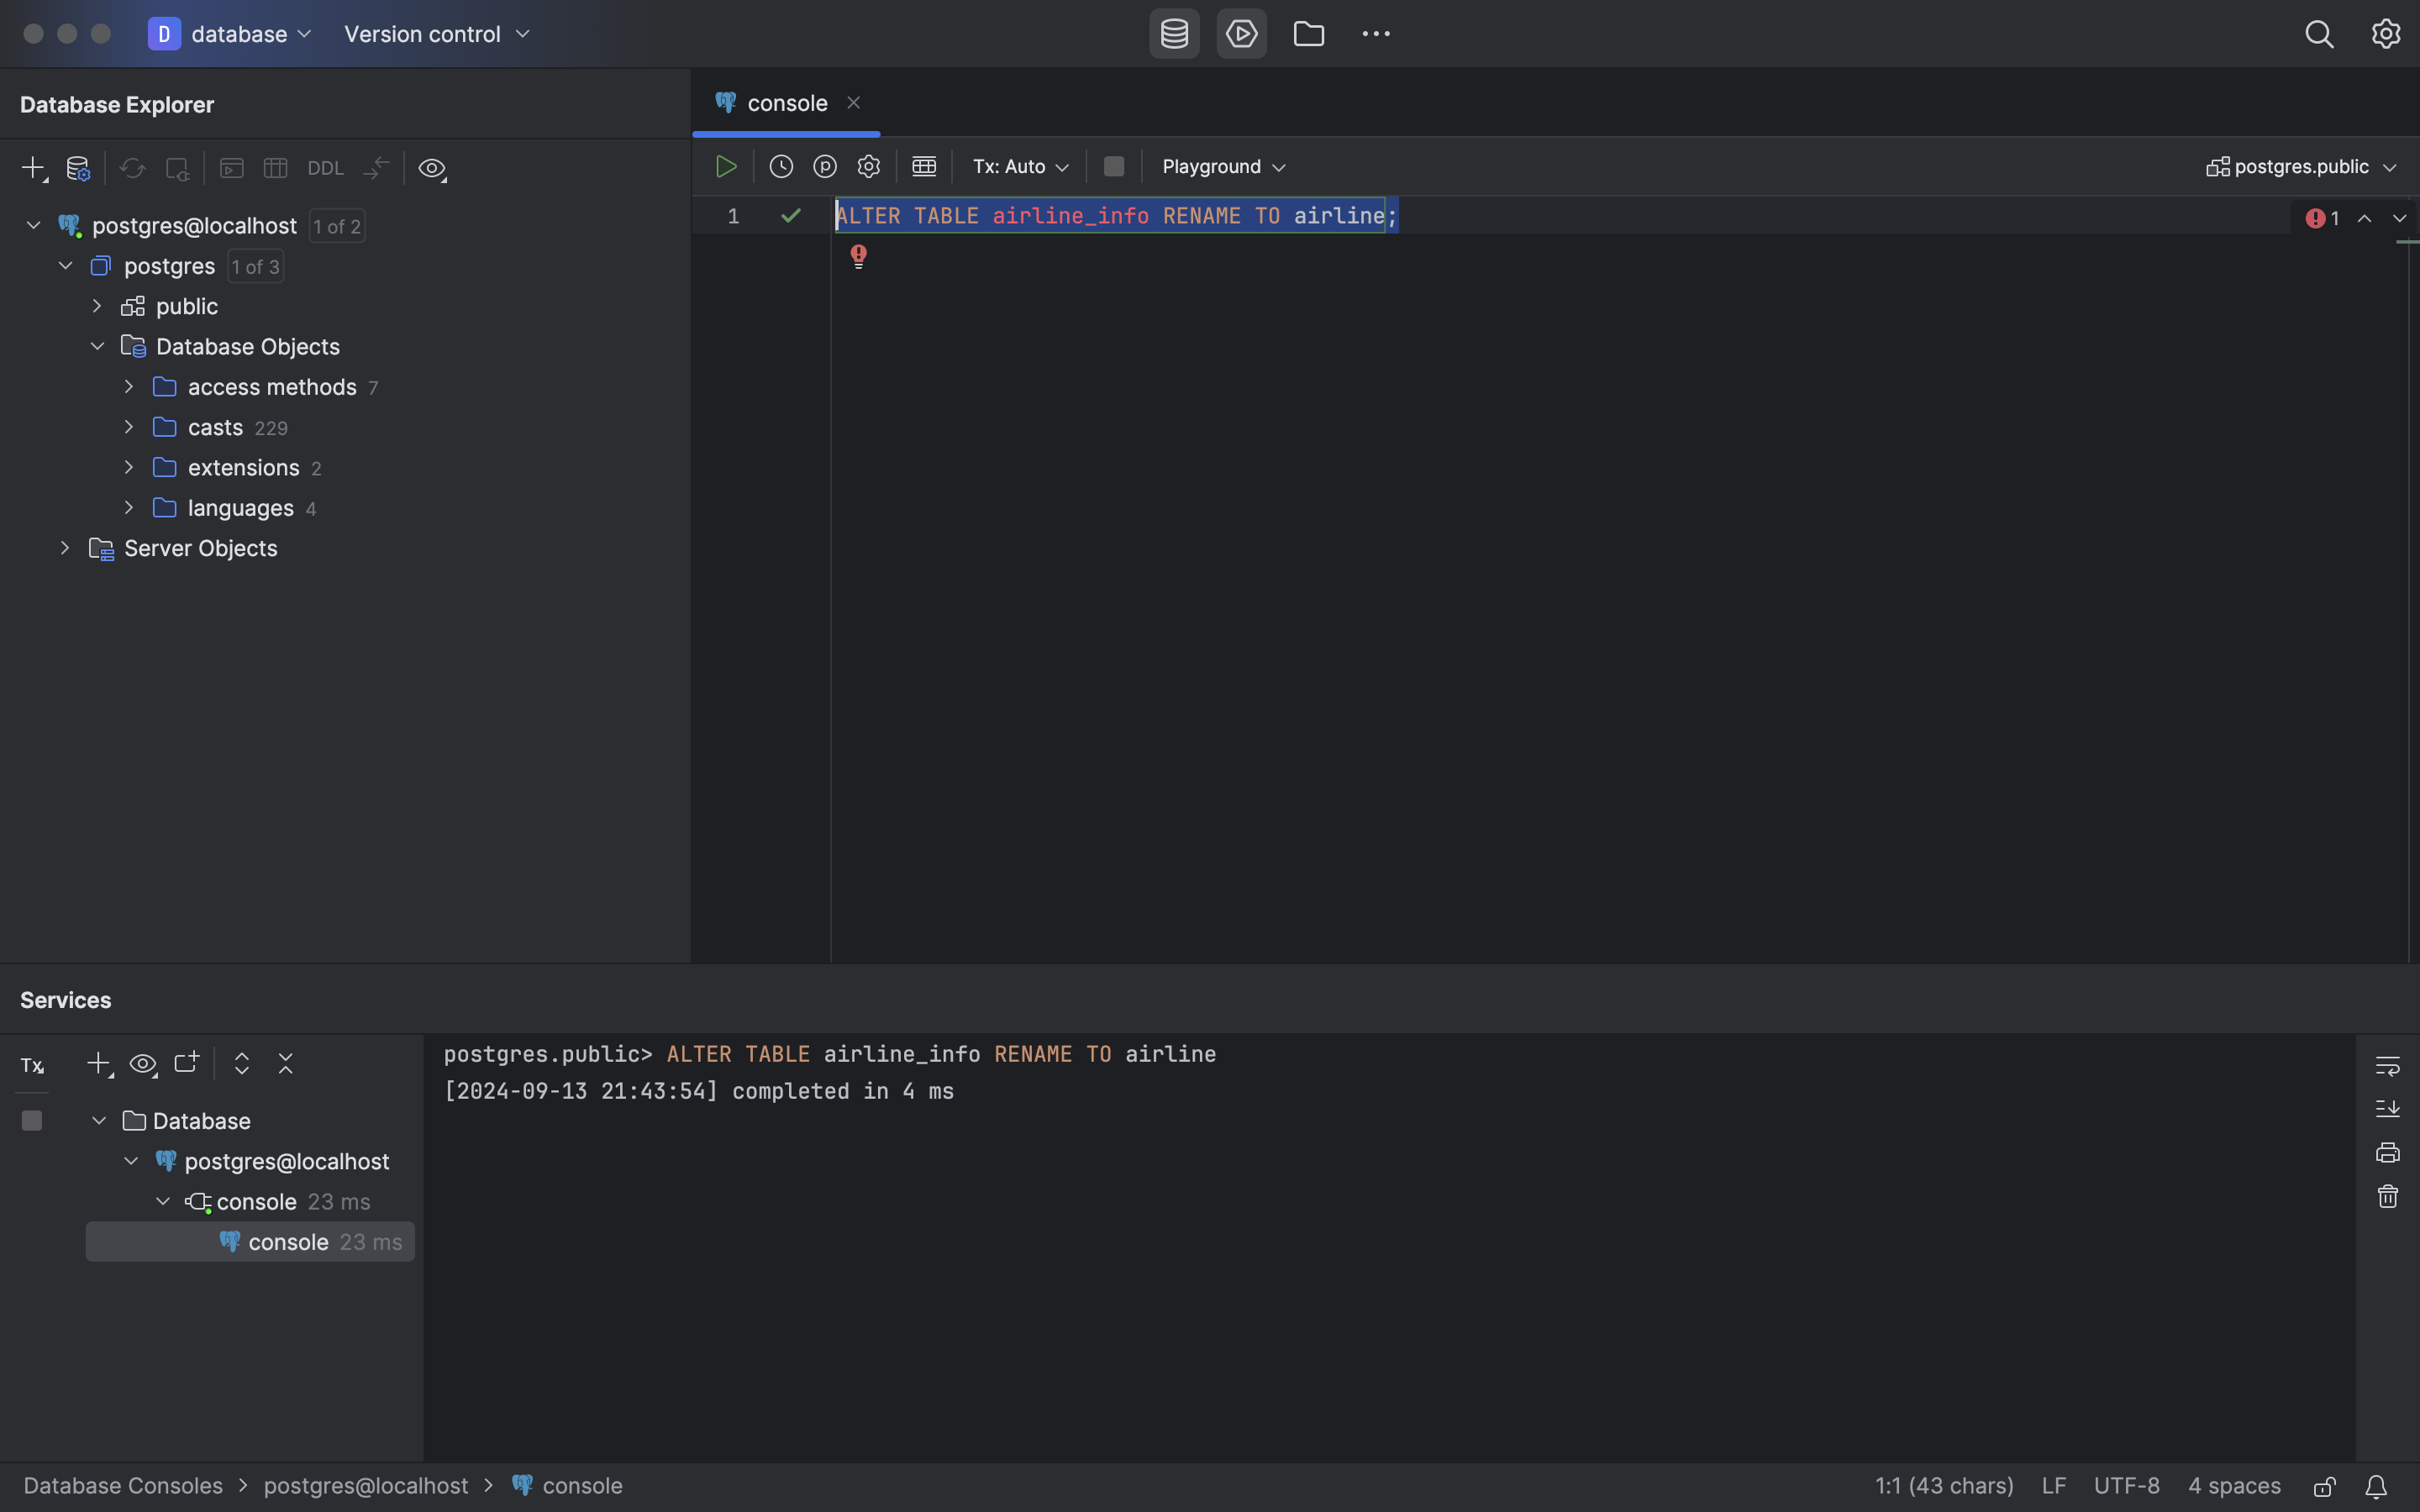 D database Version control
Database Explorer
DDL
postgres@localhost 1 of 2
postgres 1 of 3
public
Database Objects
access methods 7
casts 229
extensions 2
languages 4
Server Objects
console
Tx: Auto Playground postgres.public
1 ALTER TABLE airline_info RENAME TO airline; 1
Services
Tx
Database
postgres@localhost
console 23 ms
console 23 ms
postgres.public> ALTER TABLE airline_info RENAME TO airline
[2024-09-13 21:43:54] completed in 4 ms
Database Consoles > postgres@localhost > console 1:1 (43 chars) LF UTF-8 4 spaces